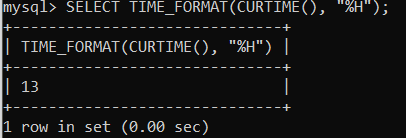 mysql> SELECT TIME_FORMAT(CURTIME(), "%H");
+----------------------------+
| TIME_FORMAT(CURTIME(), "%H") |
+----------------------------+
| 13                           |
+----------------------------+
1 row in set (0.00 sec)